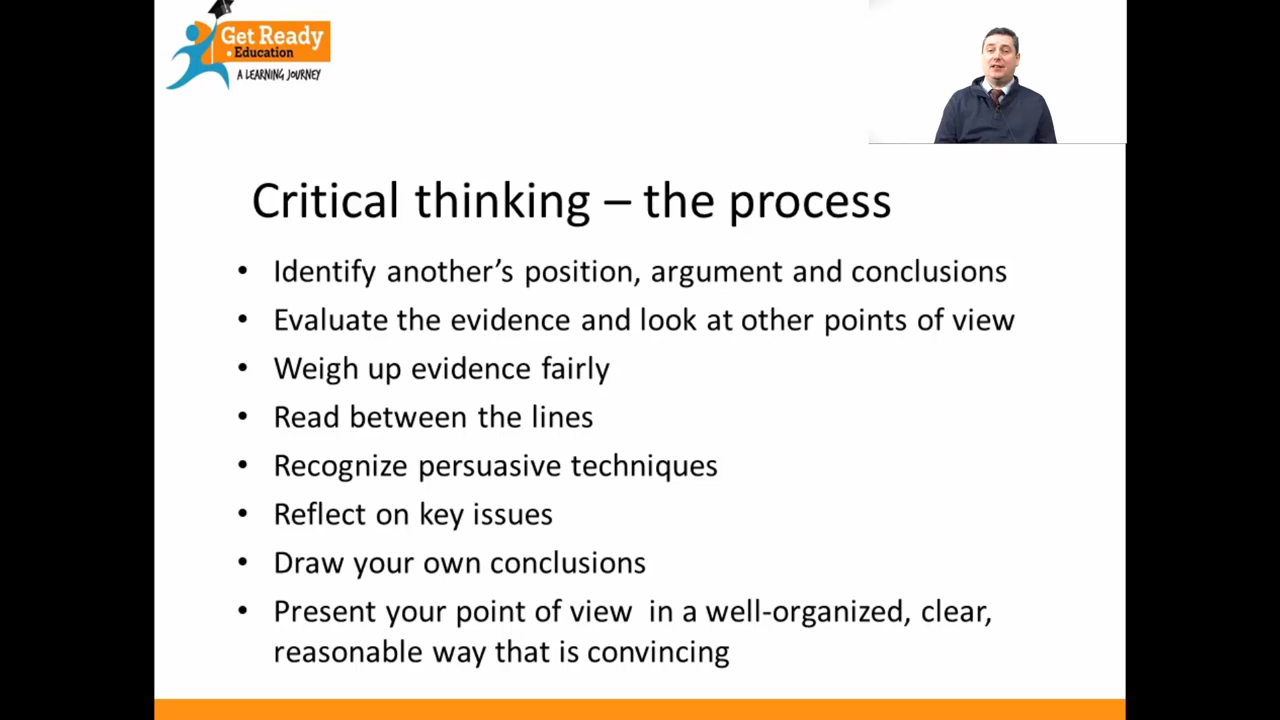 Get Ready
Education
A LEARNING JOURNEY
Critical thinking – the process
• Identify another’s position, argument and conclusions
• Evaluate the evidence and look at other points of view
• Weigh up evidence fairly
• Read between the lines
• Recognize persuasive techniques
• Reflect on key issues
• Draw your own conclusions
• Present your point of view  in a well-organized, clear,
reasonable way that is convincing